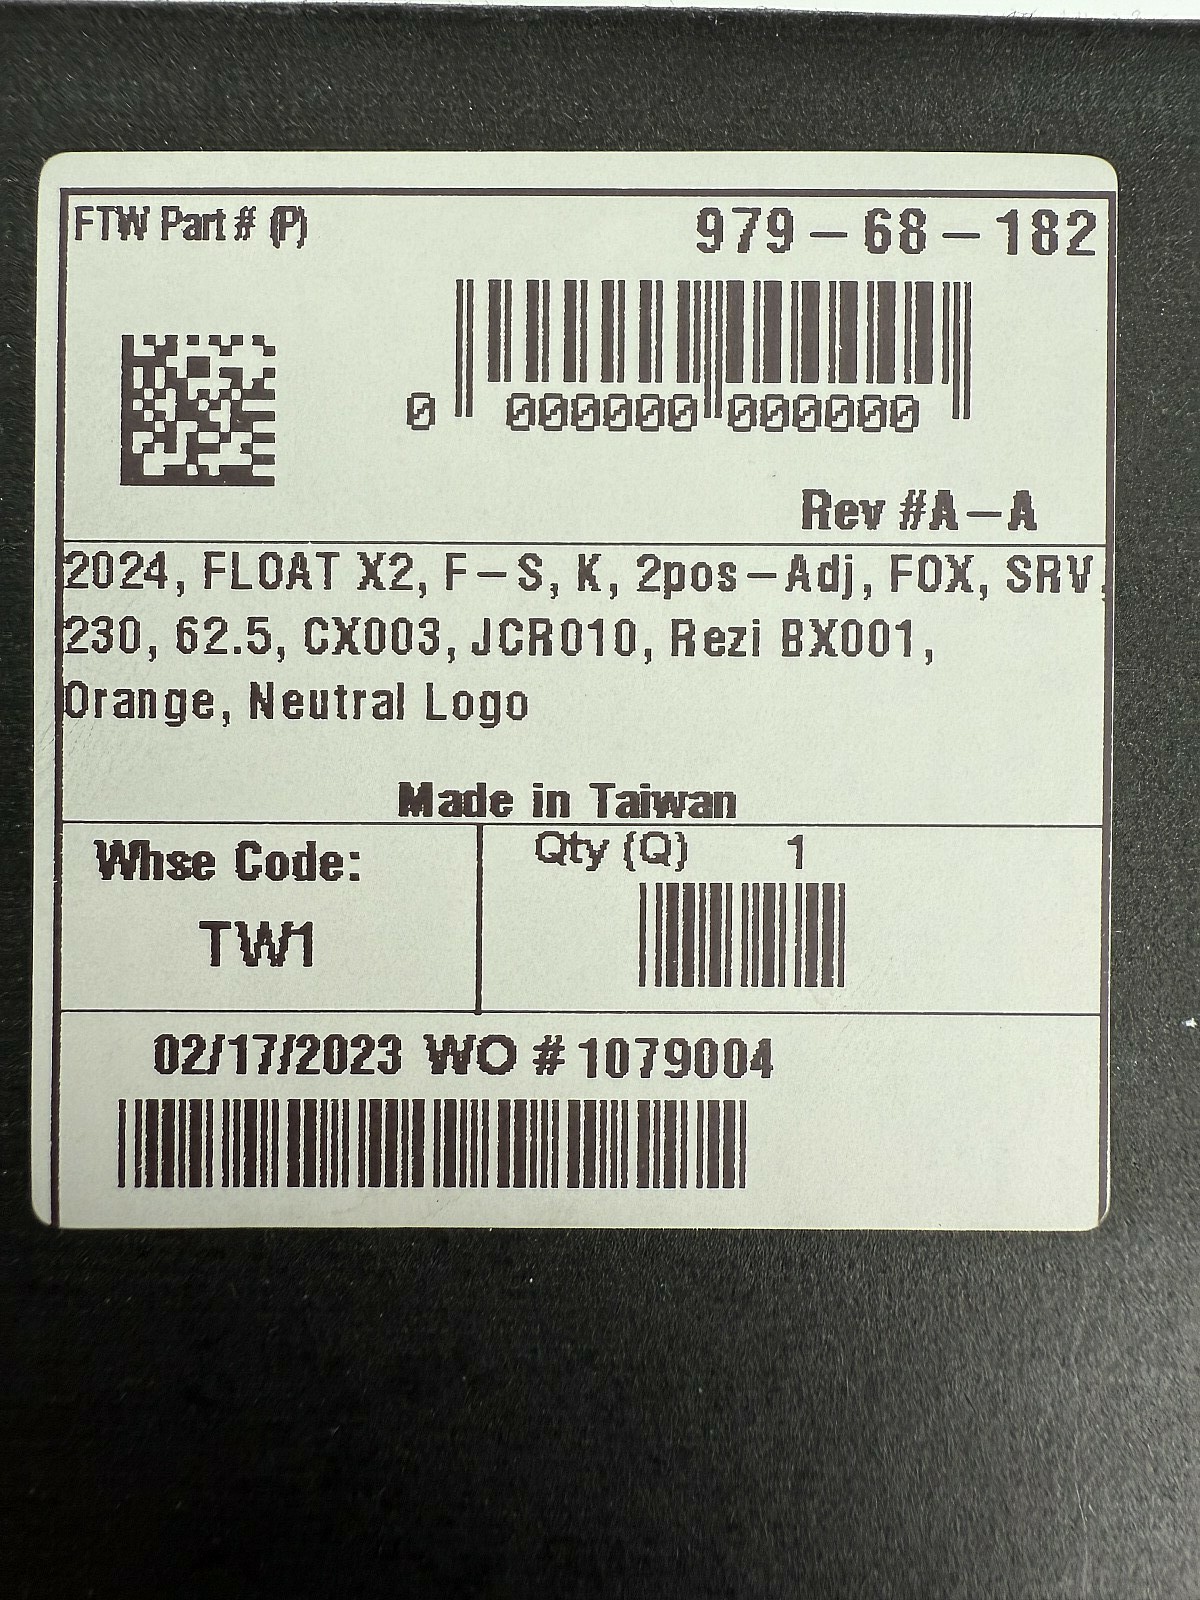 FTW Part # (P)
979-68-182
0 000000 000000
Rev #A-A
2024, FLOAT X2, F-S, K, 2pos-Adj, FOX, SRV,
230, 62.5, CX003, JCR010, Rezi BX001,
Orange, Neutral Logo
Made in Taiwan
Whse Code:
TW1
Qty (Q) 1
02/17/2023 WO # 1079004